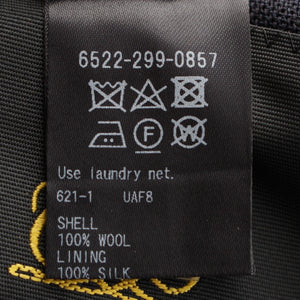 6522-299-0857
F
W
Use laundry net.
621-1 UAF8
SHELL
100% WOOL
LINING
100% SILK